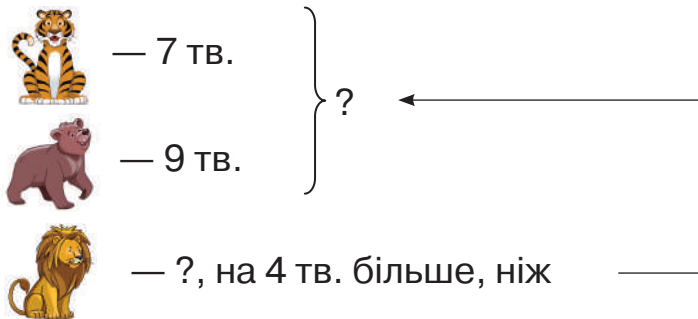 — 7 тв.
?
— 9 тв.
— ?, на 4 тв. більше, ніж